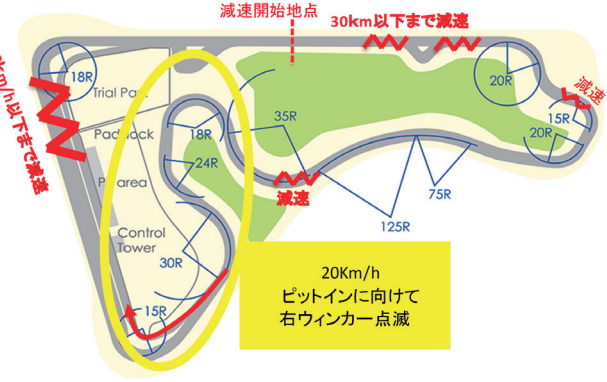 減速開始地点
30km以下まで減速
km/h以下まで減速
18R
Trial Park
20R
減速
15R
20R
35R
18R
Paddock
24R
Pit area
減速
75R
125R
Control
Tower
30R
15R
20Km/h
ピットインに向けて
右ウィンカー点滅